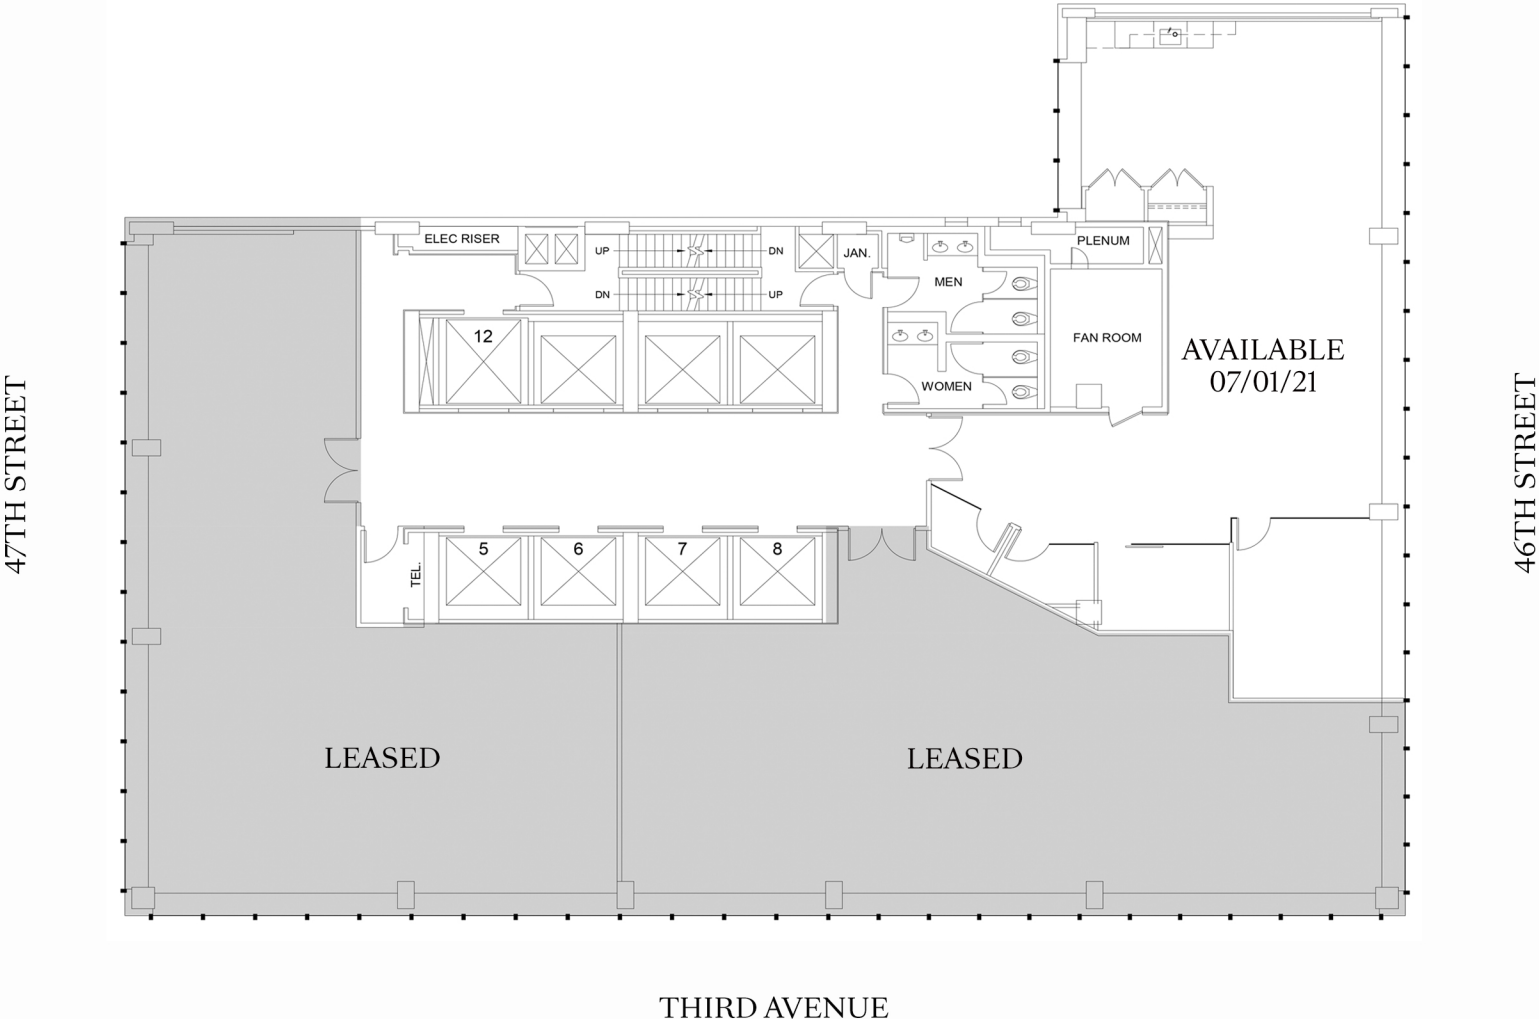 ELEC RISER
UP
DN
DN
UP
JAN.
MEN
PLENUM
FAN ROOM
WOMEN
12
AVAILABLE
07/01/21
47TH STREET
46TH STREET
TEL.
5
6
7
8
LEASED
LEASED
THIRD AVENUE